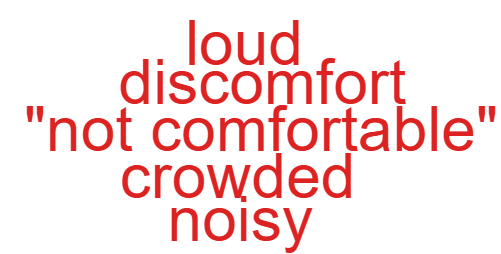 loud
discomfort
"not comfortable"
crowded
noisy